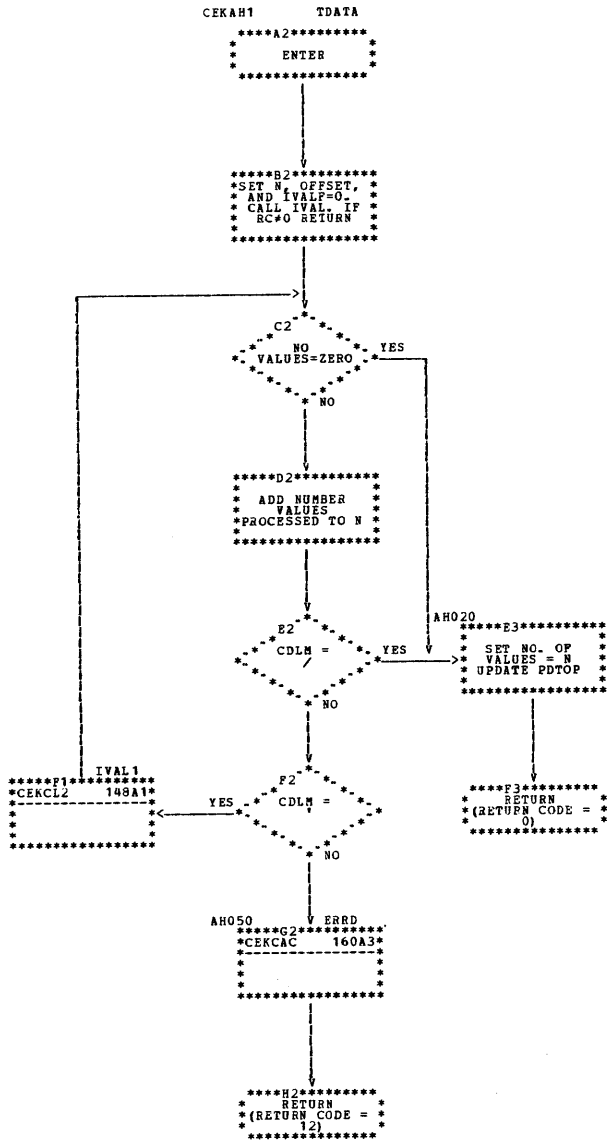 CEKAH1 TDATA
A2
ENTER
B2
SET N, OFFSET,
AND IVALF=0.
CALL IVAL. IF
RC≠0 RETURN
C2
NO
VALUES=ZERO
YES
NO
D2
ADD NUMBER
VALUES
PROCESSED TO N
AH020
E2
CDLM =
/
YES
NO
E3
SET NO. OF
VALUES = N
UPDATE PDTOP
IVAL1
F1
CEKCL2 148A1
F2
CDLM =
YES
NO
F3
RETURN
(RETURN CODE =
0)
AH050 ERRD
G2
CEKCAC 160A3
H2
RETURN
(RETURN CODE =
12)